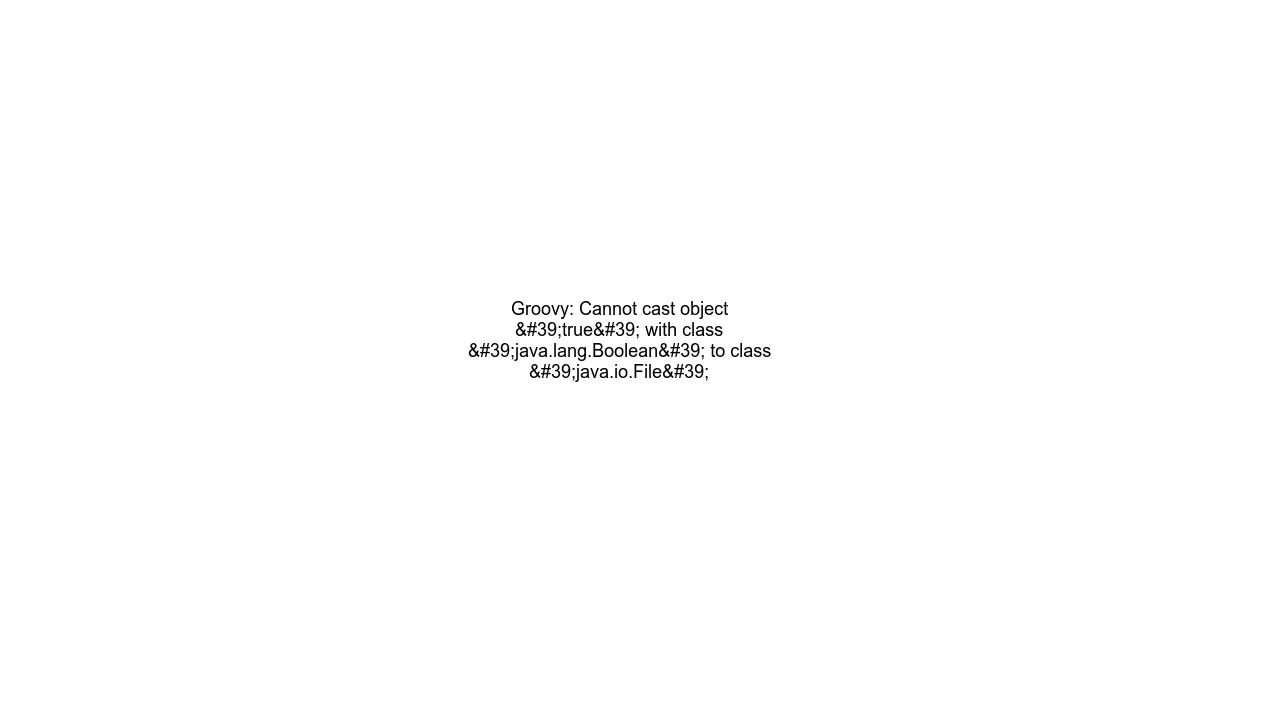 Groovy: Cannot cast object
&#39;true&#39; with class
&#39;java.lang.Boolean&#39; to class
&#39;java.io.File&#39;